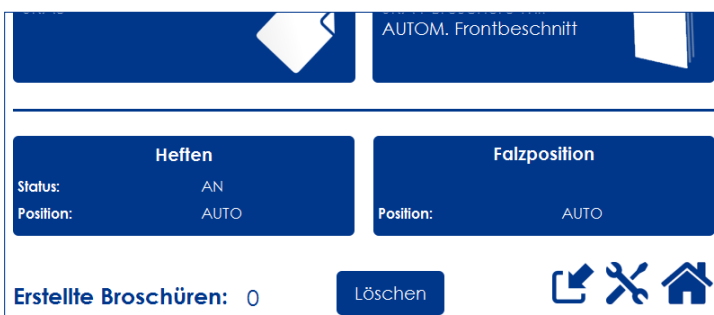 AUTOM. Frontbeschnitt
Heften
Status: AN
Position: AUTO
Falzposition
Position: AUTO
Erstellte Broschüren: 0
Löschen